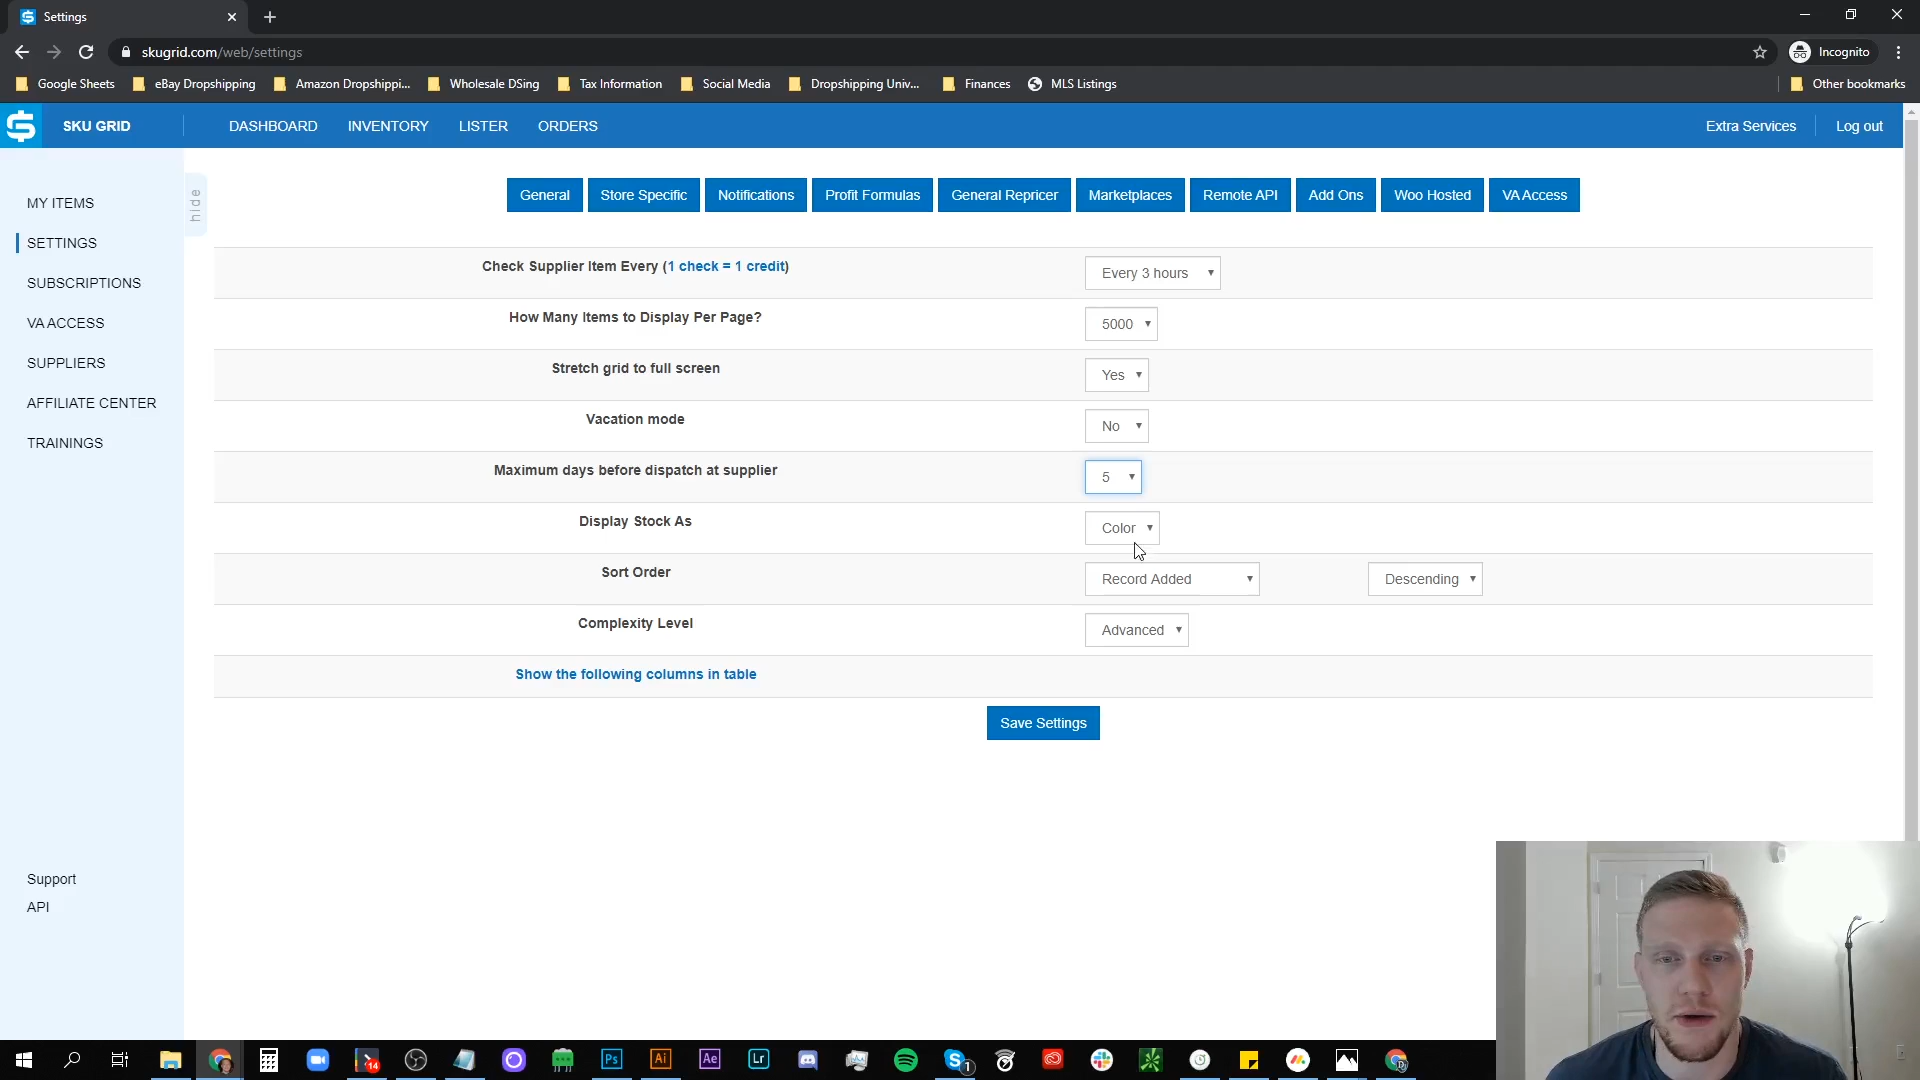 Settings
skugrid.com/web/settings
Incognito
Google Sheets
eBay Dropshipping
Amazon Dropshippi...
Wholesale DSing
Tax Information
Social Media
Dropshipping Univ...
Finances
MLS Listings
Other bookmarks
SKU GRID
DASHBOARD
INVENTORY
LISTER
ORDERS
Extra Services
Log out
MY ITEMS
SETTINGS
SUBSCRIPTIONS
VA ACCESS
SUPPLIERS
AFFILIATE CENTER
TRAININGS
Support
API
hide
General
Store Specific
Notifications
Profit Formulas
General Repricer
Marketplaces
Remote API
Add Ons
Woo Hosted
VA Access
Check Supplier Item Every (1 check = 1 credit)
Every 3 hours
How Many Items to Display Per Page?
5000
Stretch grid to full screen
Yes
Vacation mode
No
Maximum days before dispatch at supplier
5
Display Stock As
Color
Sort Order
Record Added
Descending
Complexity Level
Advanced
Show the following columns in table
Save Settings
14
Ps
Ai
Ae
Lr
1